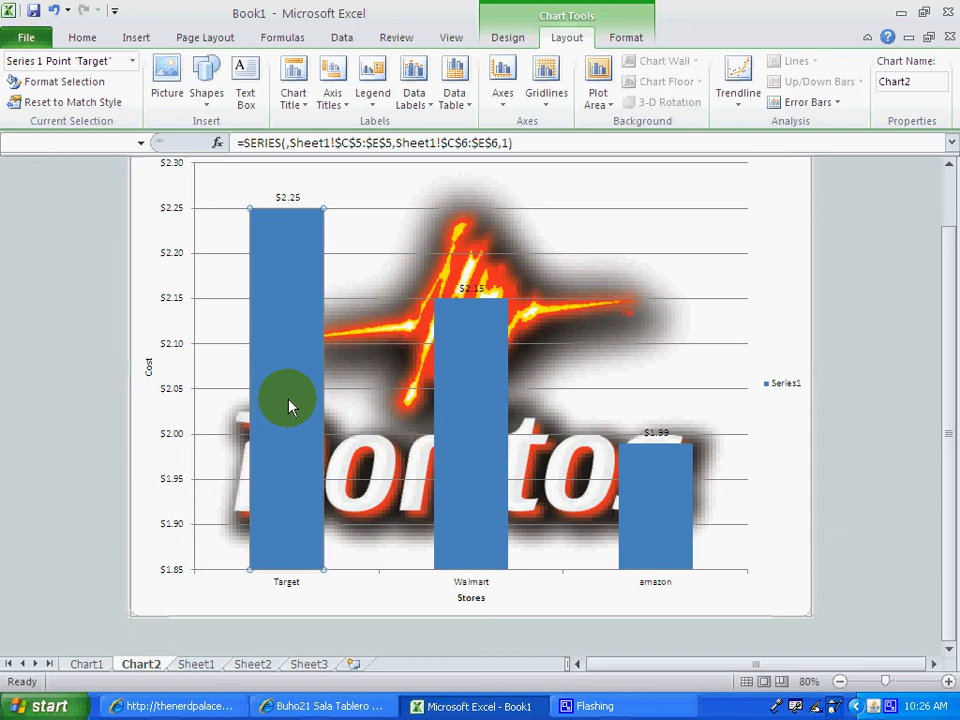 Book1 - Microsoft Excel
Chart Tools
File Home Insert Page Layout Formulas Data Review View Design Layout Format
Series 1 Point "Target"
Format Selection
Reset to Match Style
Current Selection
Picture Shapes Text Box
Insert
Chart Title Axis Titles Legend Data Labels Data Table
Labels
Axes Gridlines
Axes
Plot Area
Chart Wall
Chart Floor
3-D Rotation
Background
Trendline
Lines
Up/Down Bars
Error Bars
Analysis
Chart Name:
Chart2
Properties
fx =SERIES(,Sheet1!$C$5:$E$5,Sheet1!$C$6:$E$6,1)
$2.30
$2.25
$2.20
$2.15
$2.10
$2.05
$2.00
$1.95
$1.90
$1.85
Cost
$2.25
$2.15
$1.99
Doritos
Series1
Target Walmart amazon
Stores
Chart1 Chart2 Sheet1 Sheet2 Sheet3
Ready
80%
start
http://thenerdpalace...
Buho21 Sala Tablero ...
Microsoft Excel - Book1
Flashing
10:26 AM